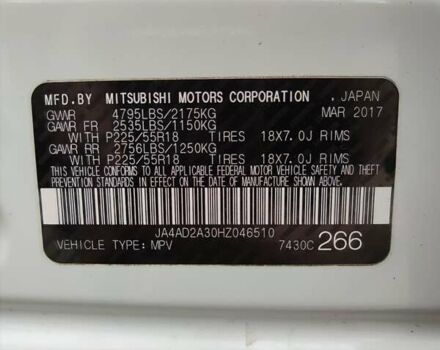 MFD.BY MITSUBISHI MOTORS CORPORATION , JAPAN
GVWR 4795LBS/2175KG MAR 2017
GAWR FR 2535LBS/1150KG
WITH P225/55R18 TIRES 18X7.0J RIMS
GAWR RR 2756LBS/1250KG
WITH P225/55R18 TIRES 18X7.0J RIMS
THIS VEHICLE CONFORMS TO ALL APPLICABLE FEDERAL MOTOR VEHICLE SAFETY, BUMPER AND THEFT PREVENTION STANDARDS IN EFFECT ON THE DATE OF MANUFACTURE SHOWN ABOVE.
JA4AD2A30HZ046510
VEHICLE TYPE: MPV 7430C 266